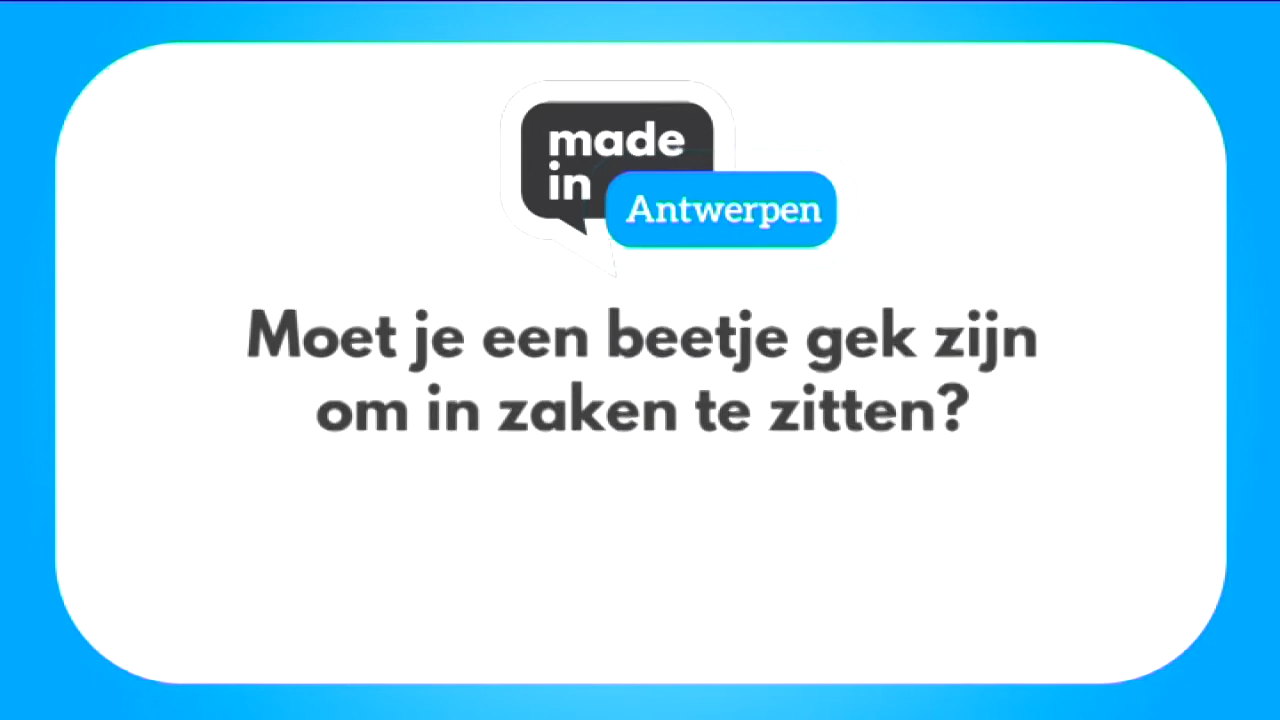 made
in
Antwerpen
Moet je een beetje gek zijn
om in zaken te zitten?